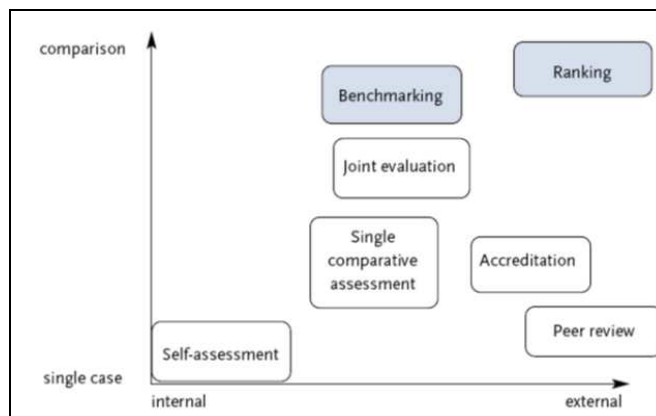 comparison
Ranking
Benchmarking
Joint evaluation
Single
comparative
assessment
Accreditation
Peer review
Self-assessment
single case
internal
external